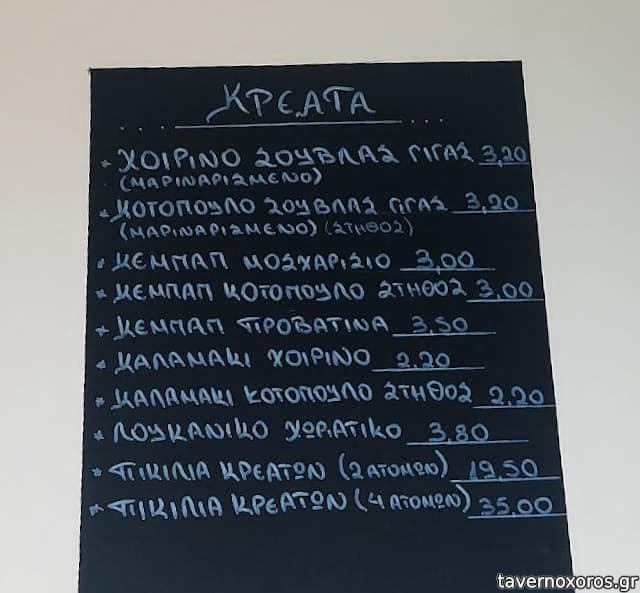 ΚΡΕΑΤΑ
* ΧΟΙΡΙΝΟ ΣΟΥΒΛΑΣ ΓΙΓΑΣ 3,20
(ΜΑΡΙΝΑΡΙΣΜΕΝΟ)
* ΚΟΤΟΠΟΥΛΟ ΣΟΥΒΛΑΣ ΓΙΓΑΣ 3,20
(ΜΑΡΙΝΑΡΙΣΜΕΝΟ) (ΣΤΗΘΟΣ)
* ΚΕΜΠΑΠ ΜΟΣΧΑΡΙΣΙΟ 3,00
* ΚΕΜΠΑΠ ΚΟΤΟΠΟΥΛΟ ΣΤΗΘΟΣ 3,00
* ΚΕΜΠΑΠ ΠΡΟΒΑΤΙΝΑ 3,50
* ΚΑΛΑΜΑΚΙ ΧΟΙΡΙΝΟ 2,20
* ΚΑΛΑΜΑΚΙ ΚΟΤΟΠΟΥΛΟ ΣΤΗΘΟΣ 2,20
* ΛΟΥΚΑΝΙΚΟ ΧΩΡΙΑΤΙΚΟ 3,80
* ΠΙΚΙΛΙΑ ΚΡΕΑΤΩΝ (2 ΑΤΟΜΩΝ) 19,50
* ΠΙΚΙΛΙΑ ΚΡΕΑΤΩΝ (4 ΑΤΟΜΩΝ) 35,00
tavernoxoros.gr